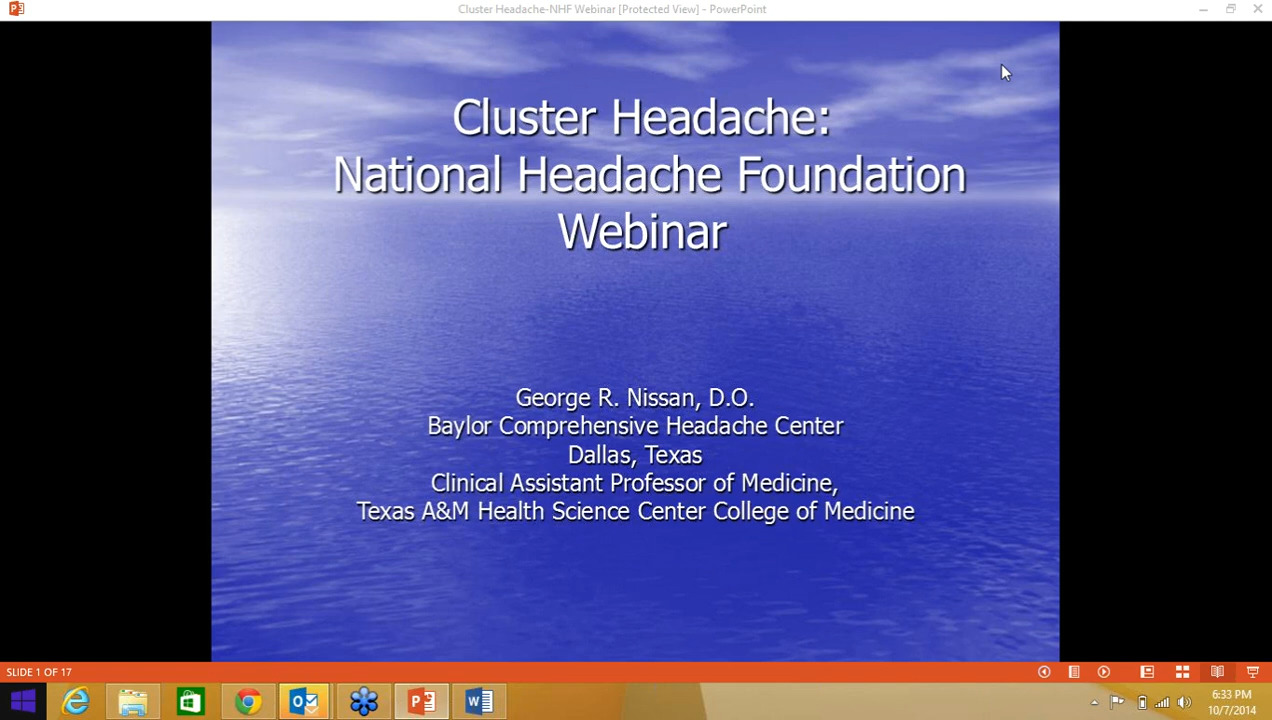 Cluster Headache-NHF Webinar [Protected View] - PowerPoint
Cluster Headache:
National Headache Foundation
Webinar
George R. Nissan, D.O.
Baylor Comprehensive Headache Center
Dallas, Texas
Clinical Assistant Professor of Medicine,
Texas A&M Health Science Center College of Medicine
SLIDE 1 OF 17
6:33 PM
10/7/2014